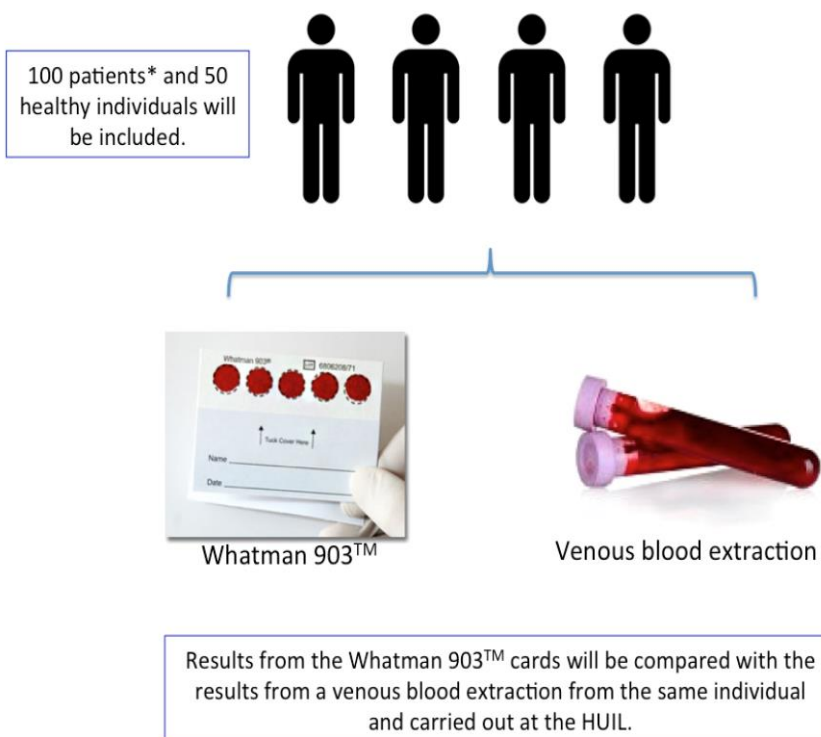 100 patients* and 50
healthy individuals will
be included.
Whatman 903®
6806208/71
Tuck Cover Here
Name
Date
Whatman 903™
Venous blood extraction
Results from the Whatman 903™ cards will be compared with the
results from a venous blood extraction from the same individual
and carried out at the HUIL.